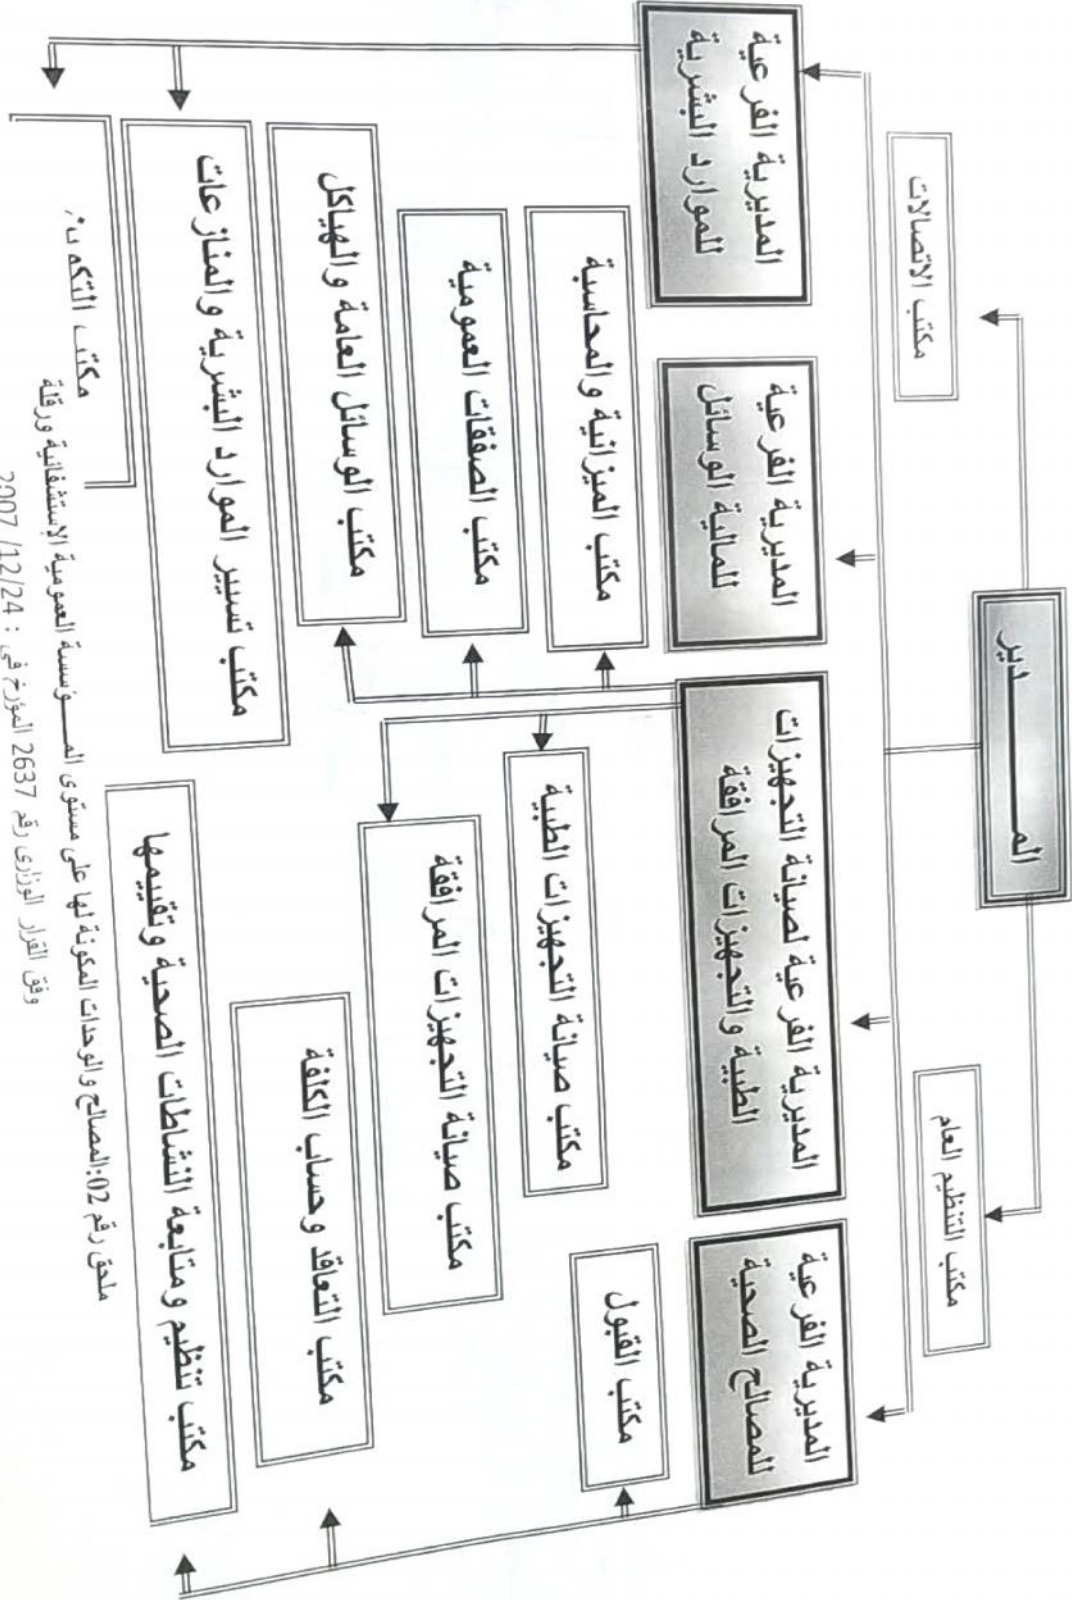 المـــــــدير
مكتب التنظيم العام
مكتب الاتصالات
المديرية الفرعية
للمصالح الصحية
المديرية الفرعية لصيانة التجهيزات
الطبية والتجهيزات المرافقة
المديرية الفرعية
للمالية الوسائل
المديرية الفرعية
للموارد البشرية
مكتب القبول
مكتب صيانة التجهيزات الطبية
مكتب الميزانية والمحاسبة
مكتب صيانة التجهيزات المرافقة
مكتب الصفقات العمومية
مكتب التعاقد وحساب الكلفة
مكتب الوسائل العامة والهياكل
مكتب تنظيم ومتابعة النشاطات الصحية وتقييمها
مكتب تسيير الموارد البشرية والمنازعات
مكتب التكوين
ملحق رقم 02:المصالح والوحدات المكونة لها على مستوى المـــؤسسة العمومية الإستشفائية ورقلة
وفق القرار الوزاري رقم 2637 المؤرخ في : 2007/12/24